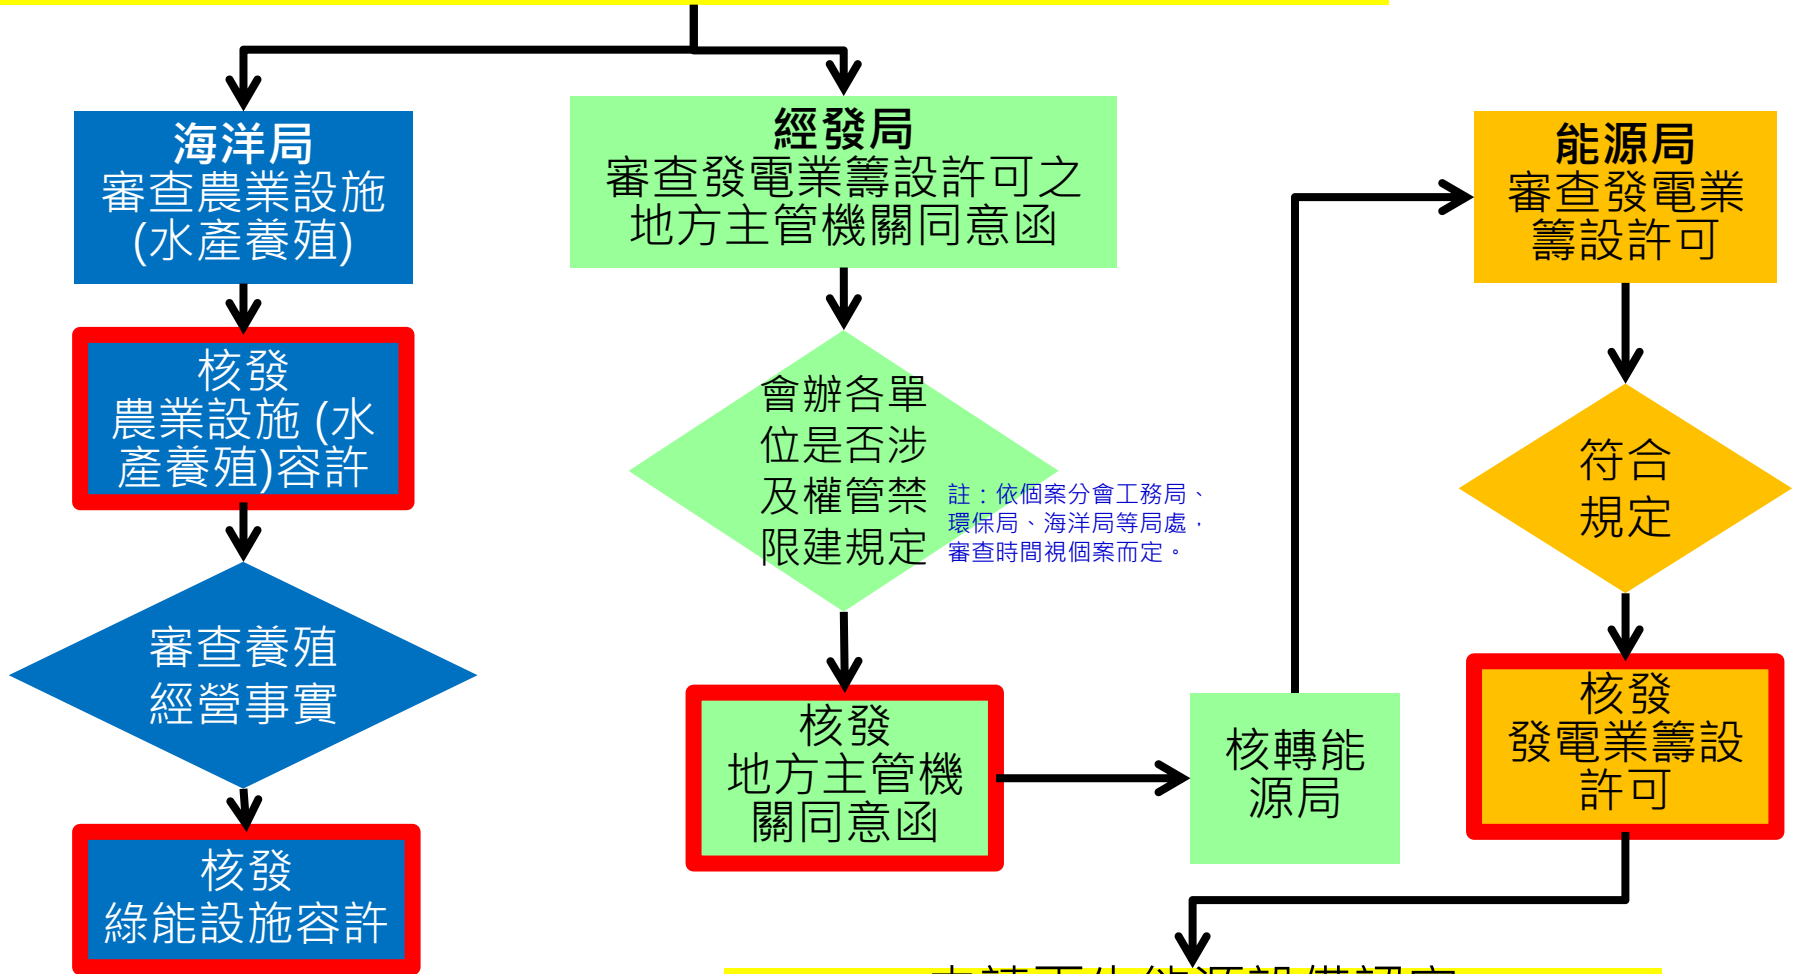 海洋局
審查農業設施
(水產養殖)
核發
農業設施 (水
產養殖)容許
審查養殖
經營事實
核發
綠能設施容許
經發局
審查發電業籌設許可之
地方主管機關同意函
會辦各單
位是否涉
及權管禁
限建規定
註：依個案分會工務局、
環保局、海洋局等局處，
審查時間視個案而定。
核發
地方主管機
關同意函
核轉能
源局
能源局
審查發電業
籌設許可
符合
規定
核發
發電業籌設
許可